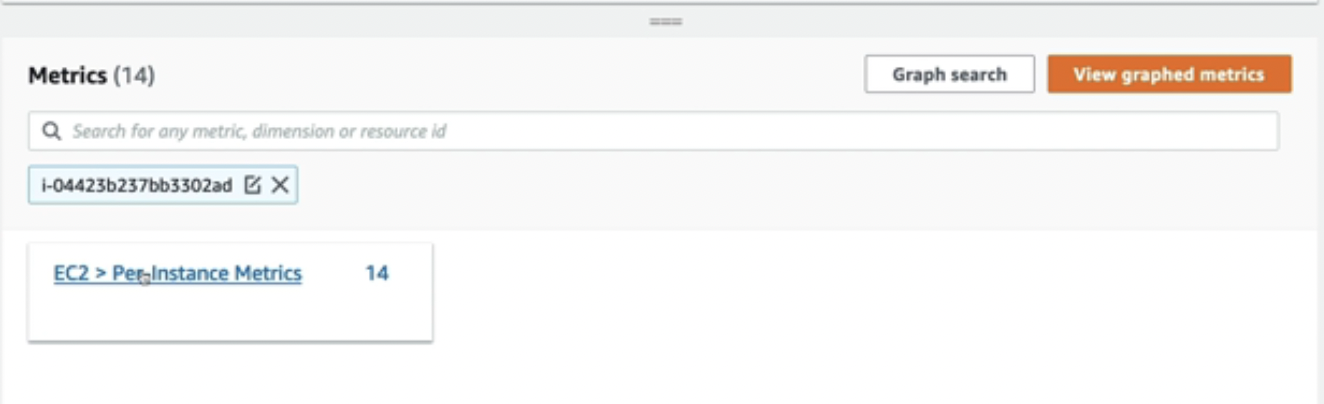 Metrics (14)
Graph search
View graphed metrics
Search for any metric, dimension or resource id
i-04423b237bb3302ad
EC2 > Per-Instance Metrics 14